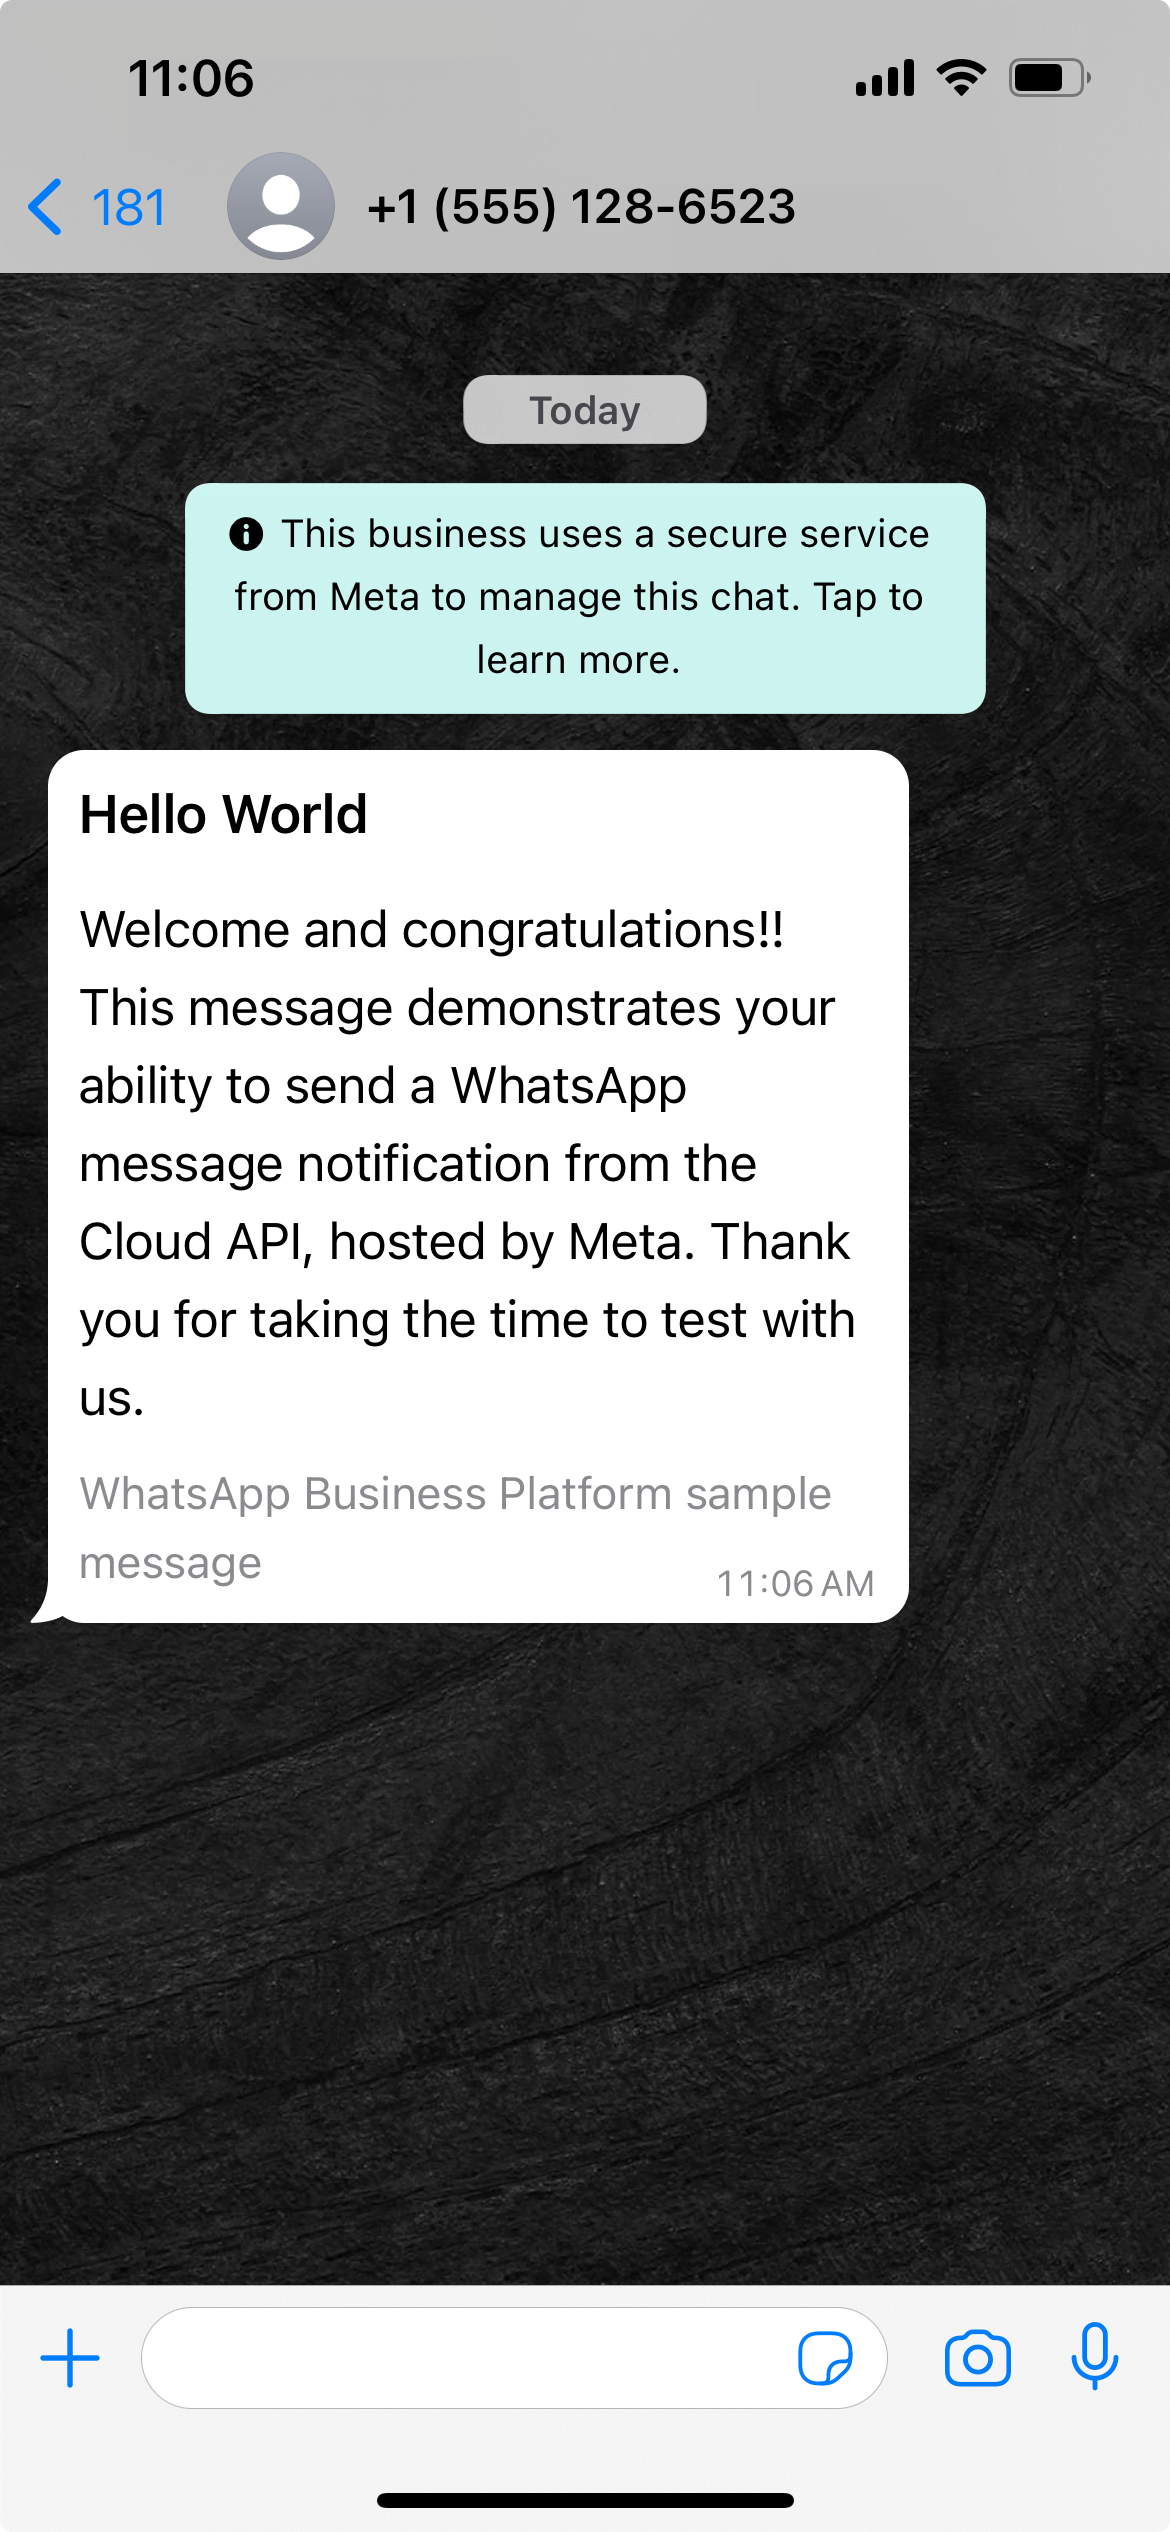 11:06
181
+1 (555) 128-6523
Today
This business uses a secure service
from Meta to manage this chat. Tap to
learn more.
Hello World
Welcome and congratulations!!
This message demonstrates your
ability to send a WhatsApp
message notification from the
Cloud API, hosted by Meta. Thank
you for taking the time to test with
us.
WhatsApp Business Platform sample
message
11:06 AM